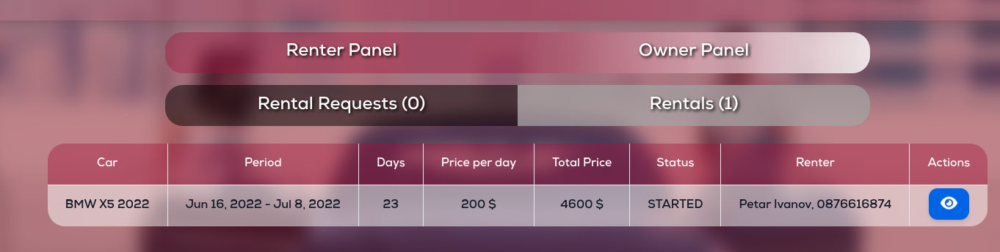 Renter Panel Owner Panel
Rental Requests (0) Rentals (1)
Car Period Days Price per day Total Price Status Renter Actions
BMW X5 2022 Jun 16, 2022 - Jul 8, 2022 23 200 $ 4600 $ STARTED Petar Ivanov, 0876616874